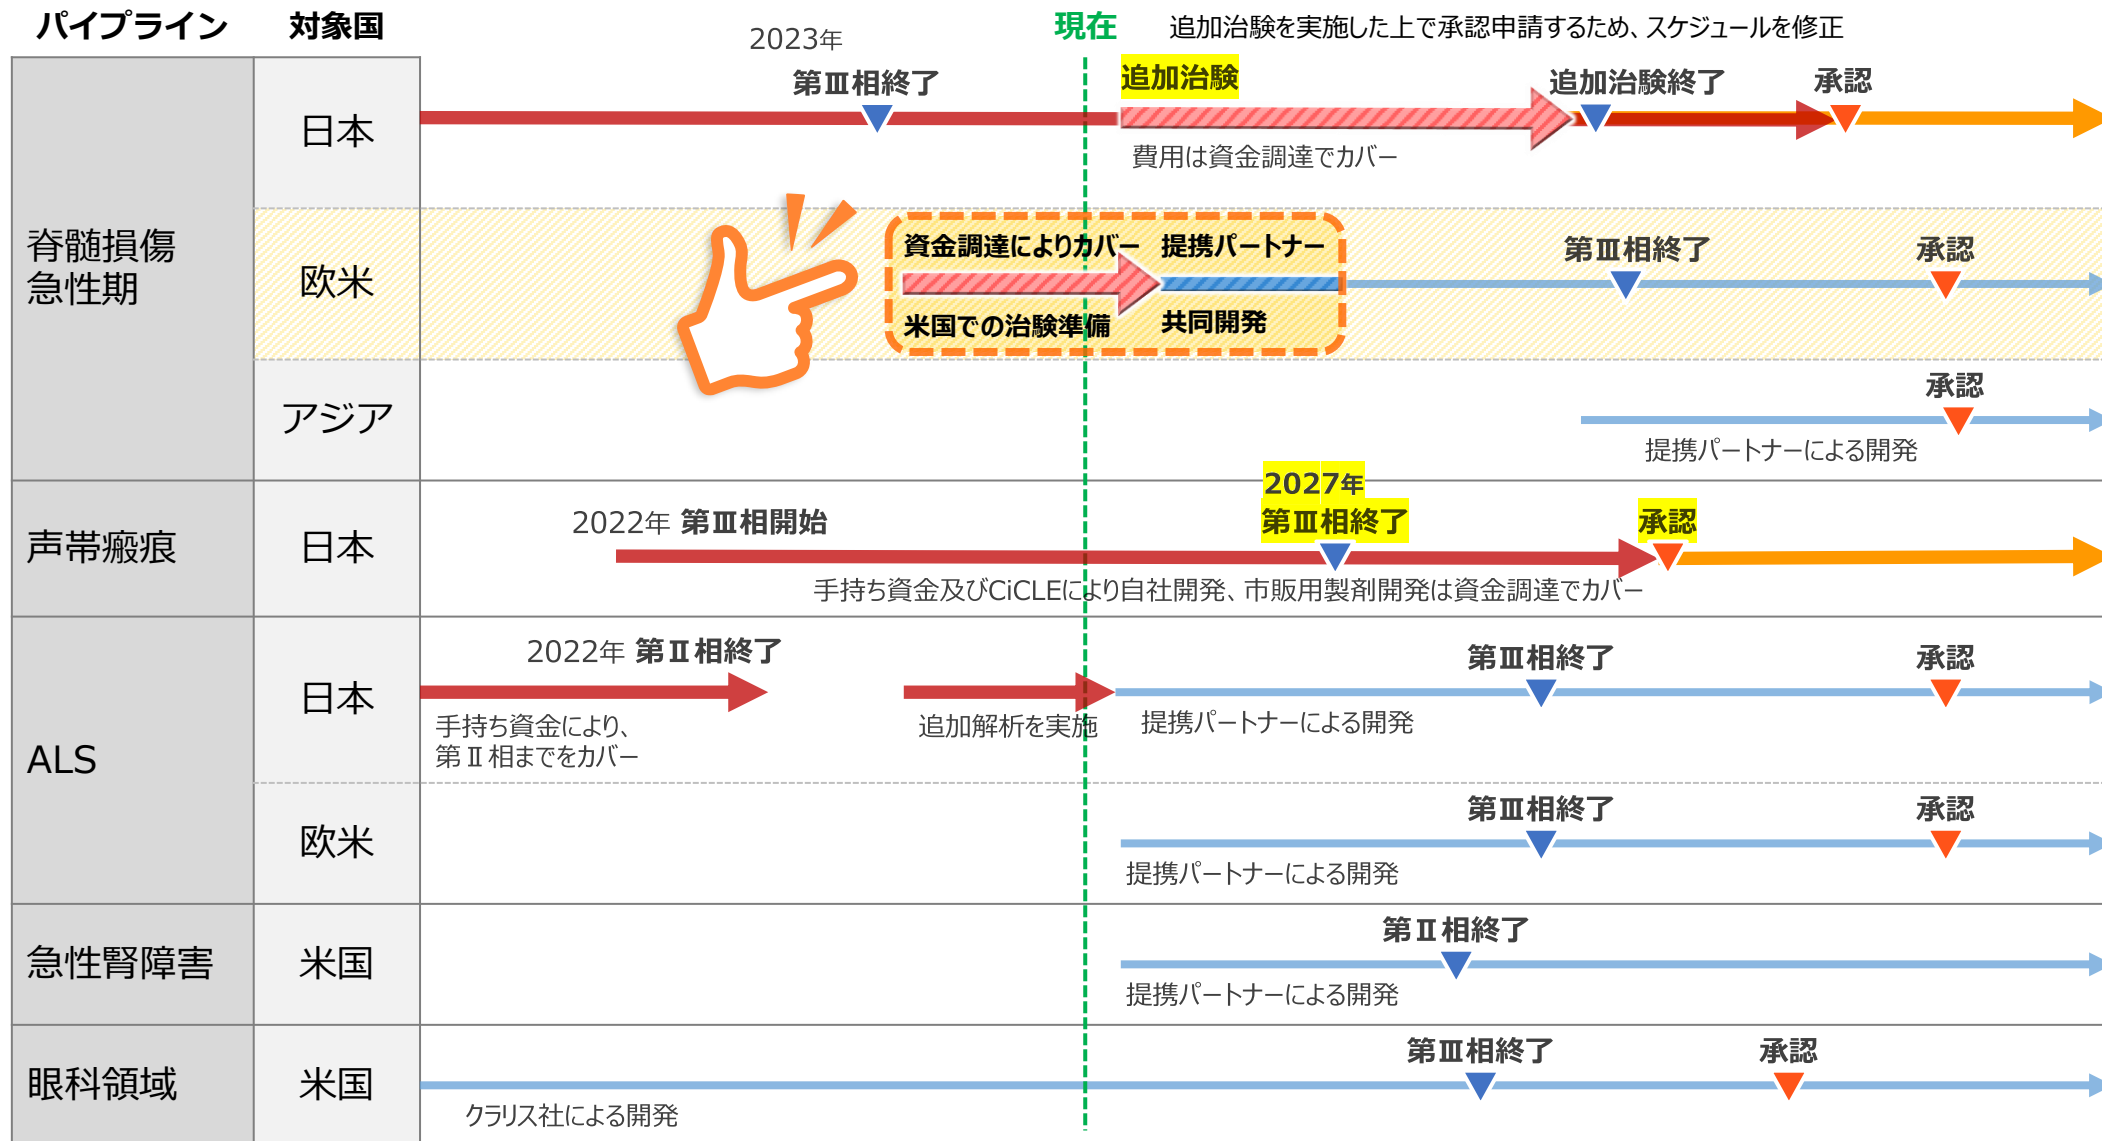 パイプライン
対象国
現在
追加治験を実施した上で承認申請するため、スケジュールを修正
脊髄損傷
急性期
日本
2023年
第Ⅲ相終了
追加治験
追加治験終了
承認
費用は資金調達でカバー
欧米
資金調達によりカバー
提携パートナー
米国での治験準備
共同開発
第Ⅲ相終了
承認
アジア
承認
提携パートナーによる開発
声帯瘢痕
日本
2022年 第Ⅲ相開始
2027年
第Ⅲ相終了
承認
手持ち資金及びCiCLEにより自社開発、市販用製剤開発は資金調達でカバー
ALS
日本
2022年 第Ⅱ相終了
手持ち資金により、
第Ⅱ相までをカバー
追加解析を実施
提携パートナーによる開発
第Ⅲ相終了
承認
欧米
第Ⅲ相終了
承認
提携パートナーによる開発
急性腎障害
米国
第Ⅱ相終了
提携パートナーによる開発
眼科領域
米国
第Ⅲ相終了
承認
クラリス社による開発